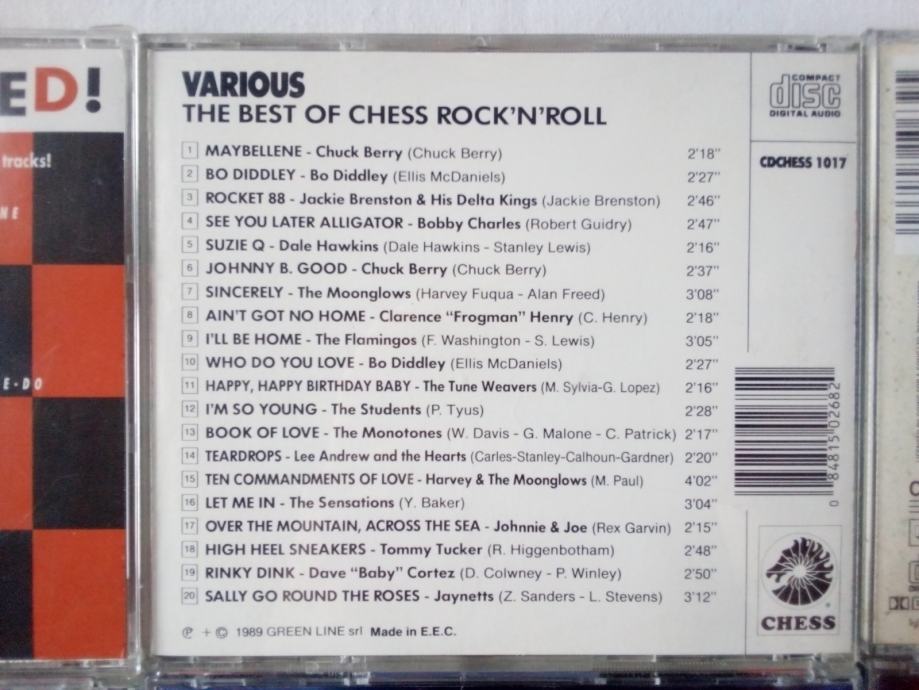 ED!
tracks!
NE
E-DO
VARIOUS
THE BEST OF CHESS ROCK'N'ROLL
1 MAYBELLENE - Chuck Berry (Chuck Berry) 2'18"
2 BO DIDDLEY - Bo Diddley (Ellis McDaniels) 2'27"
3 ROCKET 88 - Jackie Brenston & His Delta Kings (Jackie Brenston) 2'46"
4 SEE YOU LATER ALLIGATOR - Bobby Charles (Robert Guidry) 2'47"
5 SUZIE Q - Dale Hawkins (Dale Hawkins - Stanley Lewis) 2'16"
6 JOHNNY B. GOOD - Chuck Berry (Chuck Berry) 2'37"
7 SINCERELY - The Moonglows (Harvey Fuqua - Alan Freed) 3'08"
8 AIN'T GOT NO HOME - Clarence "Frogman" Henry (C. Henry) 2'18"
9 I'LL BE HOME - The Flamingos (F. Washington - S. Lewis) 3'05"
10 WHO DO YOU LOVE - Bo Diddley (Ellis McDaniels) 2'27"
11 HAPPY, HAPPY BIRTHDAY BABY - The Tune Weavers (M. Sylvia-G. Lopez) 2'16"
12 I'M SO YOUNG - The Students (P. Tyus) 2'28"
13 BOOK OF LOVE - The Monotones (W. Davis - G. Malone - C. Patrick) 2'17"
14 TEARDROPS - Lee Andrew and the Hearts (Carles-Stanley-Calhoun-Gardner) 2'20"
15 TEN COMMANDMENTS OF LOVE - Harvey & The Moonglows (M. Paul) 4'02"
16 LET ME IN - The Sensations (Y. Baker) 3'04"
17 OVER THE MOUNTAIN, ACROSS THE SEA - Johnnie & Joe (Rex Garvin) 2'15"
18 HIGH HEEL SNEAKERS - Tommy Tucker (R. Higgenbotham) 2'48"
19 RINKY DINK - Dave "Baby" Cortez (D. Colwney - P. Winley) 2'50"
20 SALLY GO ROUND THE ROSES - Jaynetts (Z. Sanders - L. Stevens) 3'12"
℗ + © 1989 GREEN LINE srl Made in E.E.C.
COMPACT
disc
DIGITAL AUDIO
CDCHESS 1017
0 84815 02682
CHESS